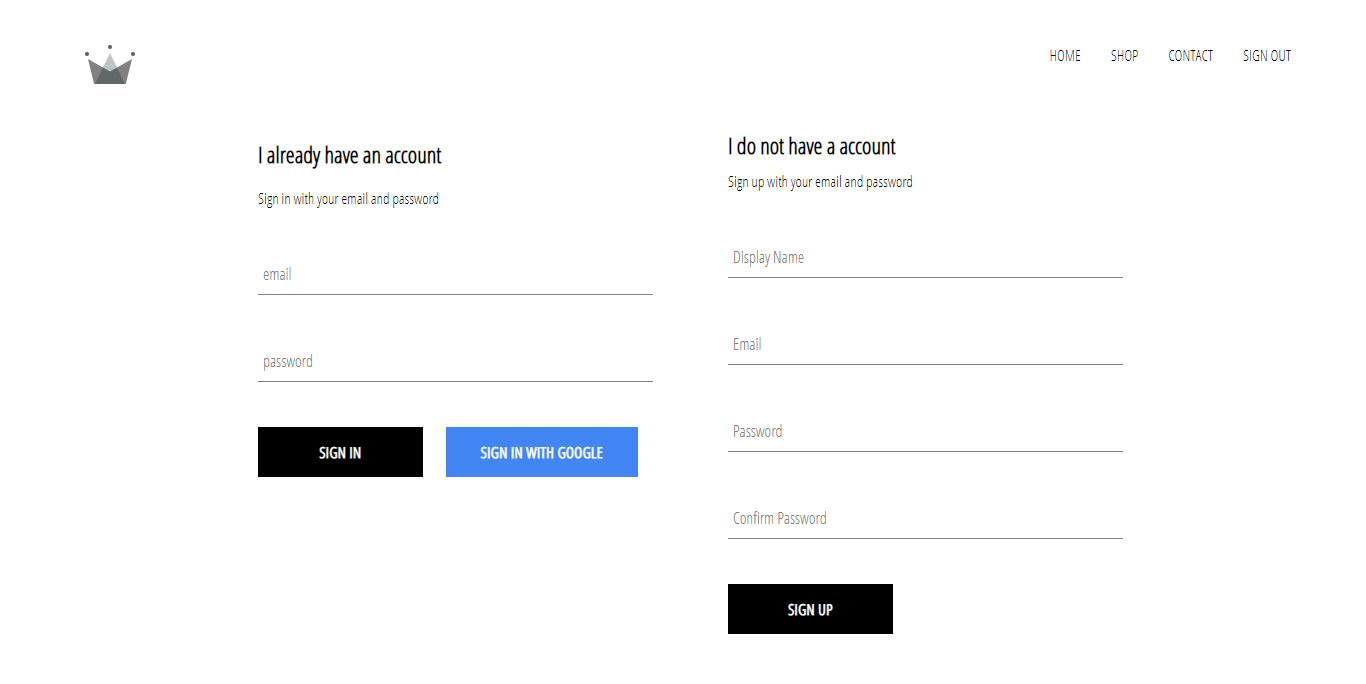 HOME SHOP CONTACT SIGN OUT
I already have an account
Sign in with your email and password
email
password
SIGN IN SIGN IN WITH GOOGLE
I do not have a account
Sign up with your email and password
Display Name
Email
Password
Confirm Password
SIGN UP